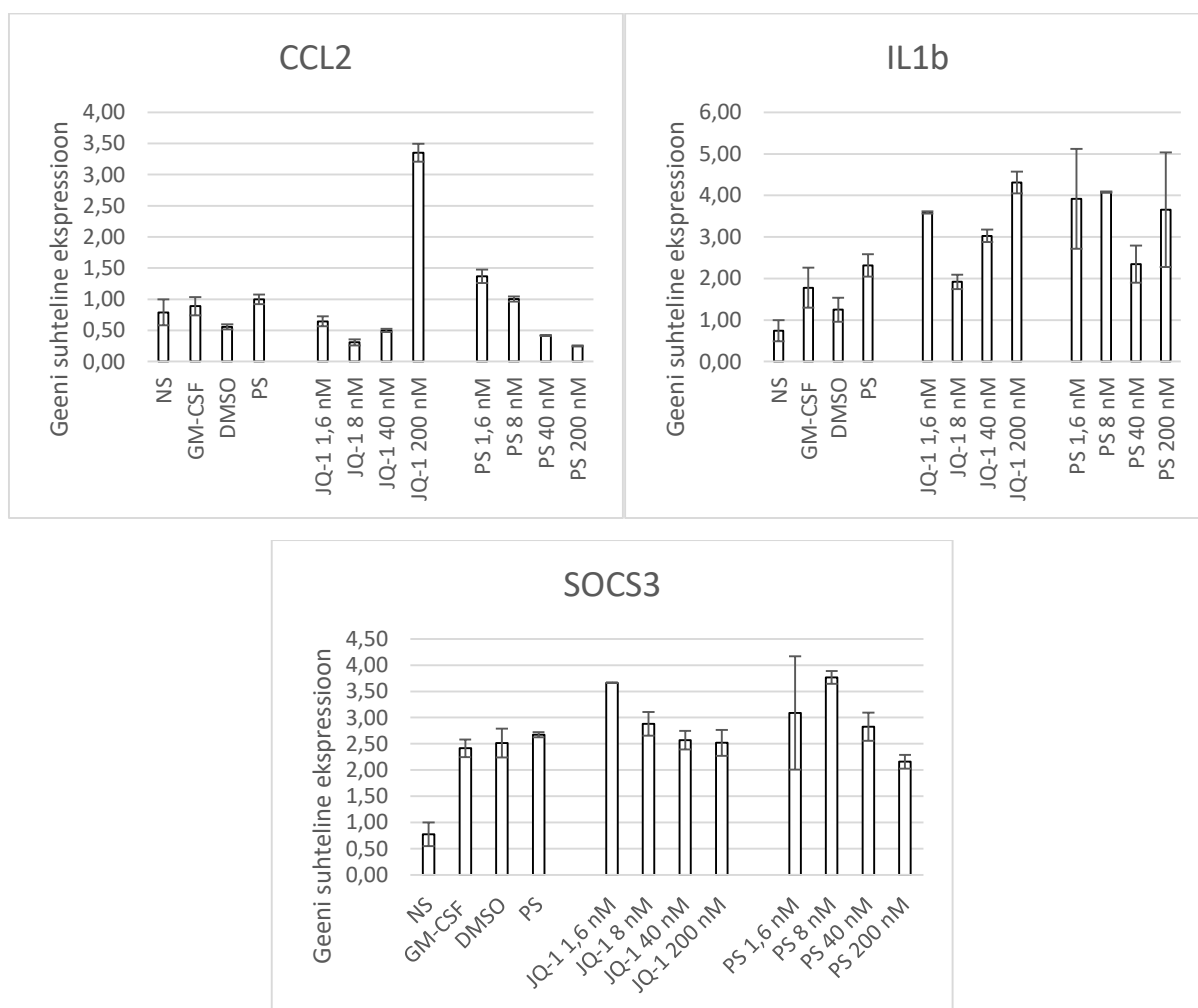 CCL2
Geeni suhteline ekspressioon
4,00
3,50
3,00
2,50
2,00
1,50
1,00
0,50
0,00
NS
GM-CSF
DMSO
PS
JQ-1 1,6 nM
JQ-1 8 nM
JQ-1 40 nM
JQ-1 200 nM
PS 1,6 nM
PS 8 nM
PS 40 nM
PS 200 nM
IL1b
Geeni suhteline ekspressioon
6,00
5,00
4,00
3,00
2,00
1,00
0,00
NS
GM-CSF
DMSO
PS
JQ-1 1,6 nM
JQ-1 8 nM
JQ-1 40 nM
JQ-1 200 nM
PS 1,6 nM
PS 8 nM
PS 40 nM
PS 200 nM
SOCS3
Geeni suhteline ekspressioon
4,50
4,00
3,50
3,00
2,50
2,00
1,50
1,00
0,50
0,00
NS
GM-CSF
DMSO
PS
JQ-1 1,6 nM
JQ-1 8 nM
JQ-1 40 nM
JQ-1 200 nM
PS 1,6 nM
PS 8 nM
PS 40 nM
PS 200 nM